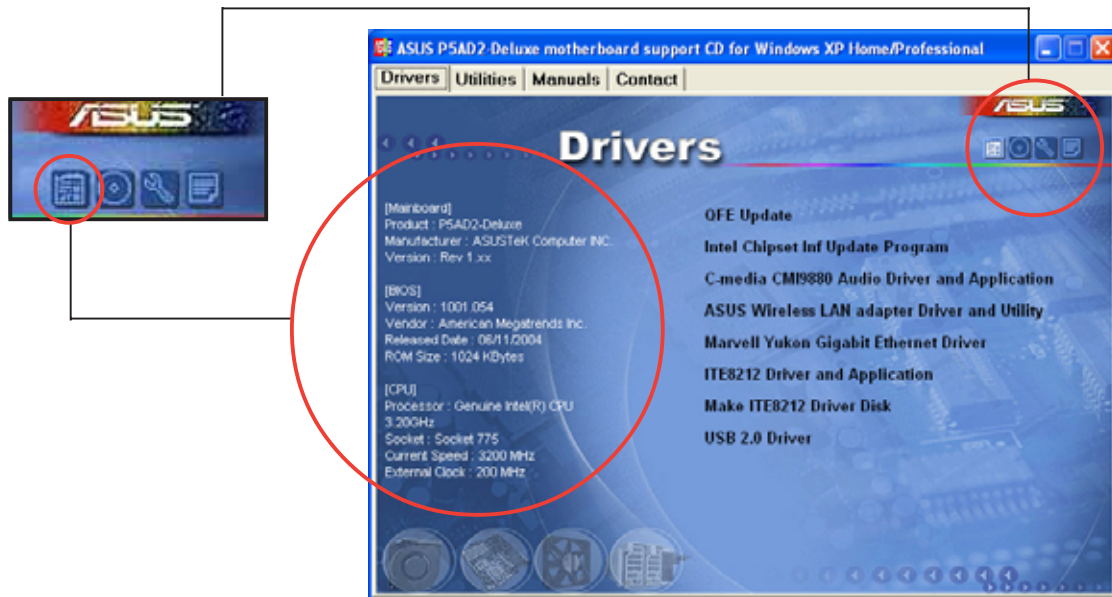 ASUS P5AD2-Deluxe motherboard support CD for Windows XP Home/Professional
Drivers Utilities Manuals Contact
ASUS
ASUS
Drivers
[Mainboard]
Product : P5AD2-Deluxe
Manufacturer : ASUSTeK Computer INC.
Version : Rev 1.xx
[BIOS]
Version : 1001.054
Vendor : American Megatrends Inc.
Released Date : 06/11/2004
ROM Size : 1024 KBytes
[CPU]
Processor : Genuine Intel(R) CPU
3.20GHz
Socket : Socket 775
Current Speed : 3200 MHz
External Clock : 200 MHz
QFE Update
Intel Chipset Inf Update Program
C-media CMI9880 Audio Driver and Application
ASUS Wireless LAN adapter Driver and Utility
Marvell Yukon Gigabit Ethernet Driver
ITE8212 Driver and Application
Make ITE8212 Driver Disk
USB 2.0 Driver